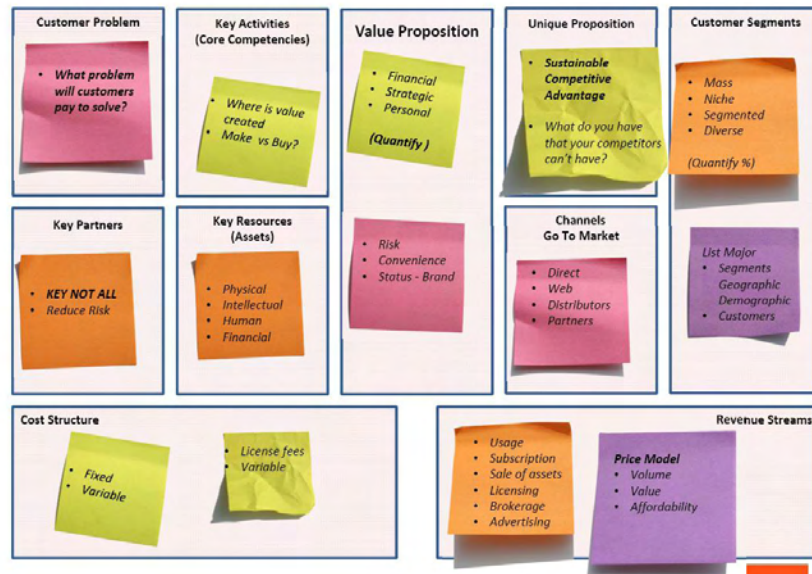 Customer Problem
• What problem
will customers
pay to solve?
Key Activities
(Core Competencies)
• Where is value
created
• Make vs Buy?
Value Proposition
• Financial
• Strategic
• Personal
(Quantify )
• Risk
• Convenience
• Status - Brand
Unique Proposition
• Sustainable
Competitive
Advantage
• What do you have
that your competitors
can't have?
Customer Segments
• Mass
• Niche
• Segmented
• Diverse
(Quantify %)
List Major
• Segments
Geographic
Demographic
• Customers
Key Partners
• KEY NOT ALL
• Reduce Risk
Key Resources
(Assets)
• Physical
• Intellectual
• Human
• Financial
Channels
Go To Market
• Direct
• Web
• Distributors
• Partners
Cost Structure
• Fixed
• Variable
• License fees
• Variable
Revenue Streams
• Usage
• Subscription
• Sale of assets
• Licensing
• Brokerage
• Advertising
Price Model
• Volume
• Value
• Affordability